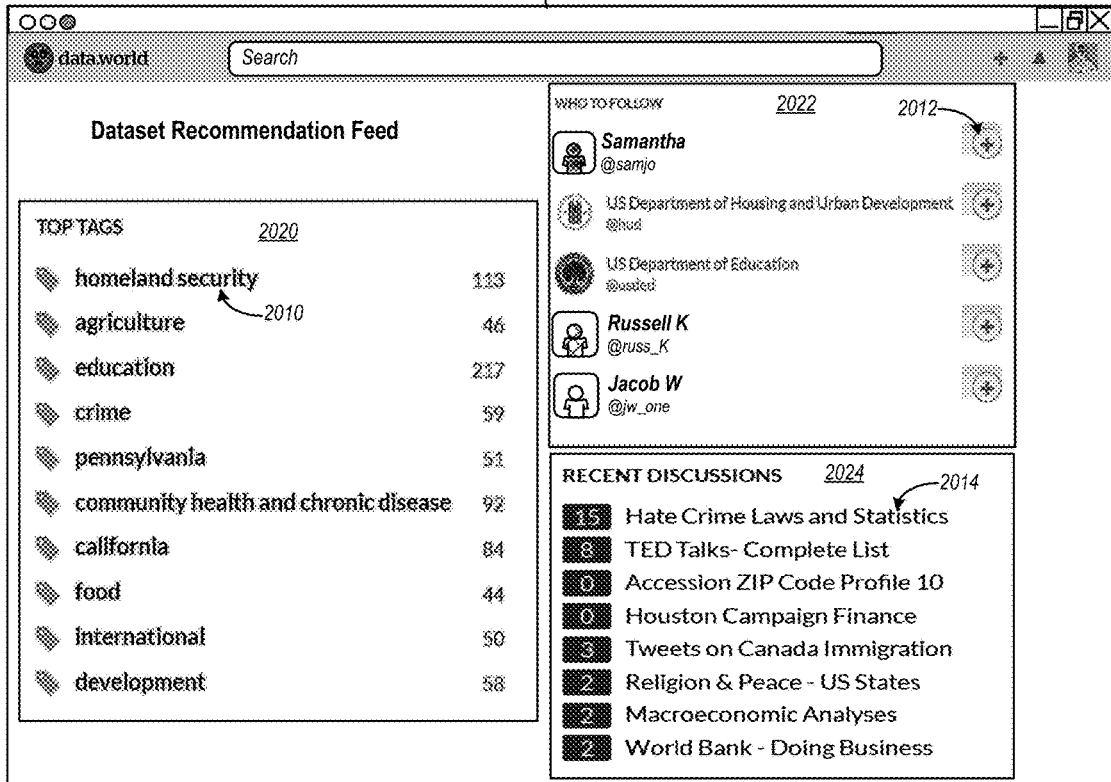 data.world
Search
Dataset Recommendation Feed
TOP TAGS 2020
homeland security 113
2010
agriculture 46
education 217
crime 59
pennsylvania 51
community health and chronic disease 92
california 84
food 44
international 50
development 58
WHO TO FOLLOW 2022 2012
Samantha
@samjo
US Department of Housing and Urban Development
@hud
US Department of Education
@usded
Russell K
@russ_K
Jacob W
@jw_one
RECENT DISCUSSIONS 2024 2014
15 Hate Crime Laws and Statistics
8 TED Talks- Complete List
0 Accession ZIP Code Profile 10
0 Houston Campaign Finance
3 Tweets on Canada Immigration
2 Religion & Peace - US States
2 Macroeconomic Analyses
2 World Bank - Doing Business